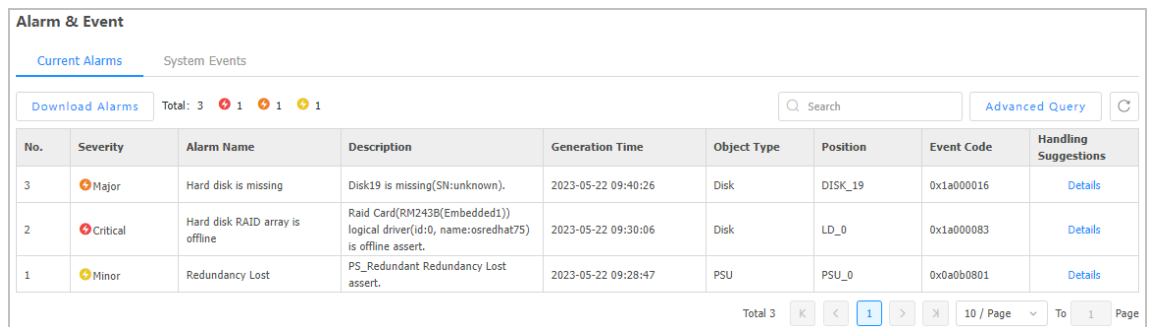 Alarm & Event
Current Alarms System Events
Download Alarms Total: 3 1 1 1 Search Advanced Query
No. Severity Alarm Name Description Generation Time Object Type Position Event Code Handling Suggestions
3 Major Hard disk is missing Disk19 is missing(SN:unknown). 2023-05-22 09:40:26 Disk DISK_19 0x1a000016 Details
2 Critical Hard disk RAID array is offline Raid Card(RM243B(Embedded1)) logical driver(id:0, name:osredhat75) is offline assert. 2023-05-22 09:30:06 Disk LD_0 0x1a000083 Details
1 Minor Redundancy Lost PS_Redundant Redundancy Lost assert. 2023-05-22 09:28:47 PSU PSU_0 0x0a0b0801 Details
Total 3 1 10 / Page To 1 Page